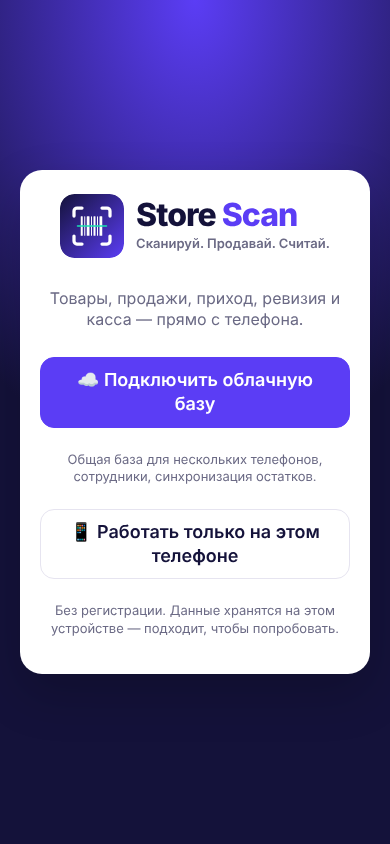 Store Scan
Сканируй. Продавай. Считай.
Товары, продажи, приход, ревизия и
касса — прямо с телефона.
☁️ Подключить облачную
базу
Общая база для нескольких телефонов,
сотрудники, синхронизация остатков.
📱 Работать только на этом
телефоне
Без регистрации. Данные хранятся на этом
устройстве — подходит, чтобы попробовать.